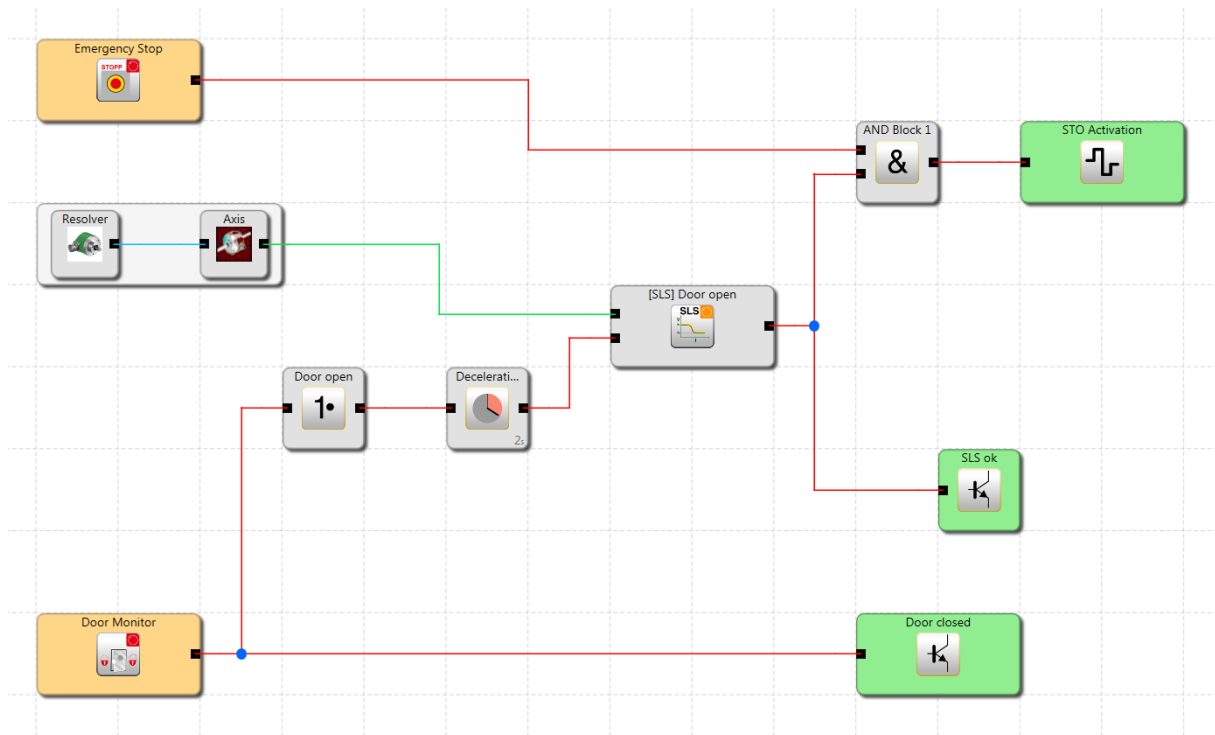 Emergency Stop
STOPP
AND Block 1
&
STO Activation
Resolver
Axis
[SLS] Door open
SLS
Door open
1
Decelerati...
2s
SLS ok
Door Monitor
Door closed